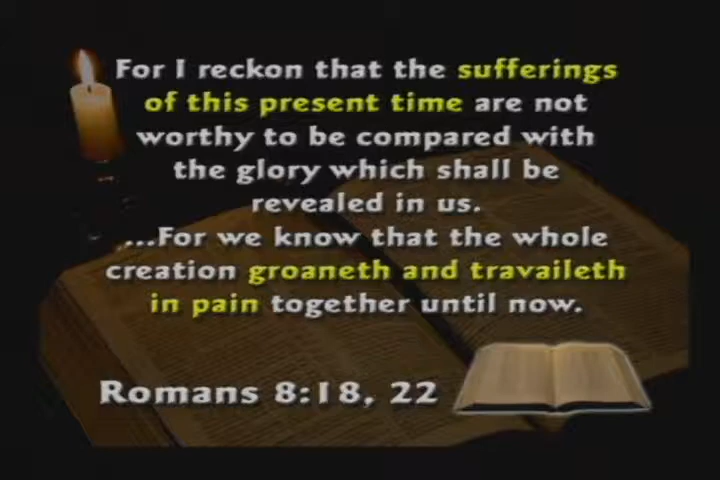 For I reckon that the sufferings
of this present time are not
worthy to be compared with
the glory which shall be
revealed in us.
...For we know that the whole
creation groaneth and travaileth
in pain together until now.
Romans 8:18, 22